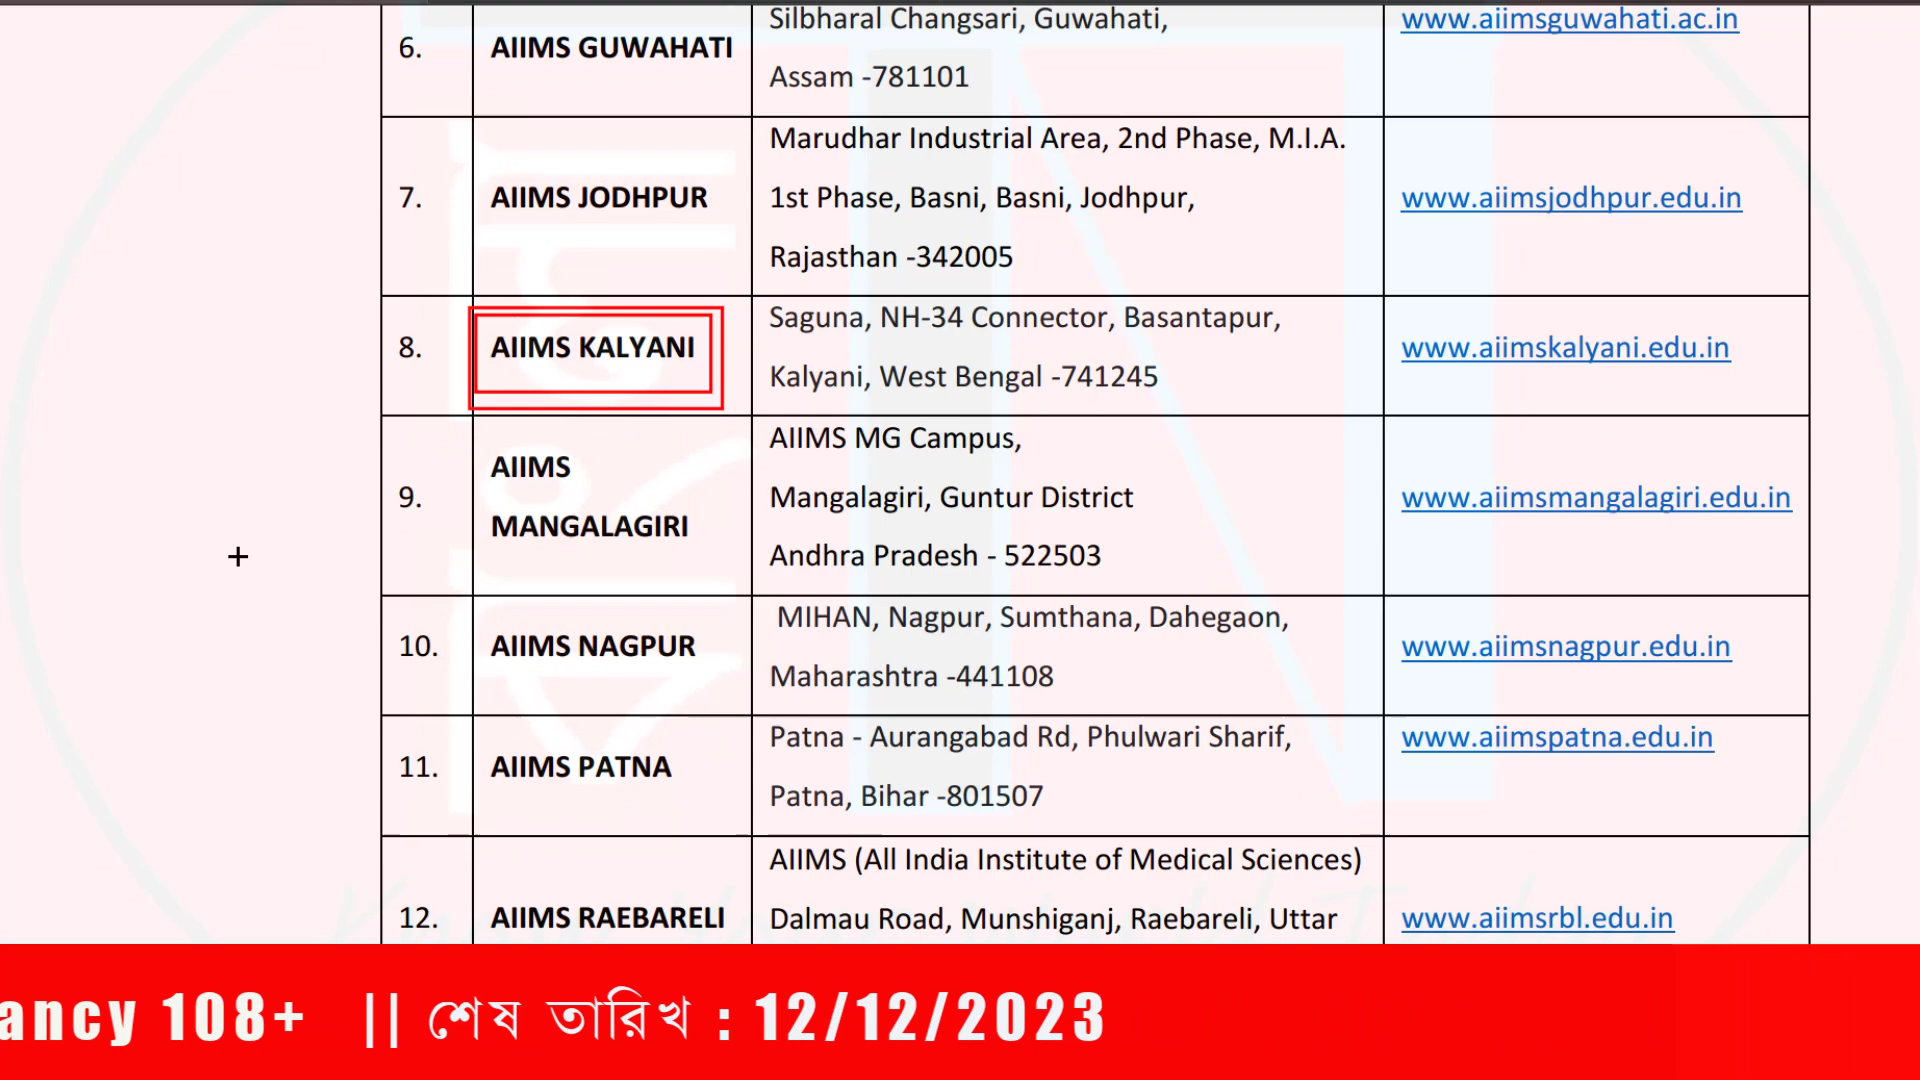 Silbharal Changsari, Guwahati,
6. AIIMS GUWAHATI www.aiimsguwahati.ac.in
Assam -781101
Marudhar Industrial Area, 2nd Phase, M.I.A.
7. AIIMS JODHPUR 1st Phase, Basni, Basni, Jodhpur, www.aiimsjodhpur.edu.in
Rajasthan -342005
Saguna, NH-34 Connector, Basantapur,
8. AIIMS KALYANI www.aiimskalyani.edu.in
Kalyani, West Bengal -741245
AIIMS MG Campus,
AIIMS
9. Mangalagiri, Guntur District www.aiimsmangalagiri.edu.in
MANGALAGIRI
Andhra Pradesh - 522503
MIHAN, Nagpur, Sumthana, Dahegaon,
10. AIIMS NAGPUR www.aiimsnagpur.edu.in
Maharashtra -441108
Patna - Aurangabad Rd, Phulwari Sharif, www.aiimspatna.edu.in
11. AIIMS PATNA
Patna, Bihar -801507
AIIMS (All India Institute of Medical Sciences)
12. AIIMS RAEBARELI Dalmau Road, Munshiganj, Raebareli, Uttar www.aiimsrbl.edu.in
ancy 108+ || শেষ তারিখ : 12/12/2023